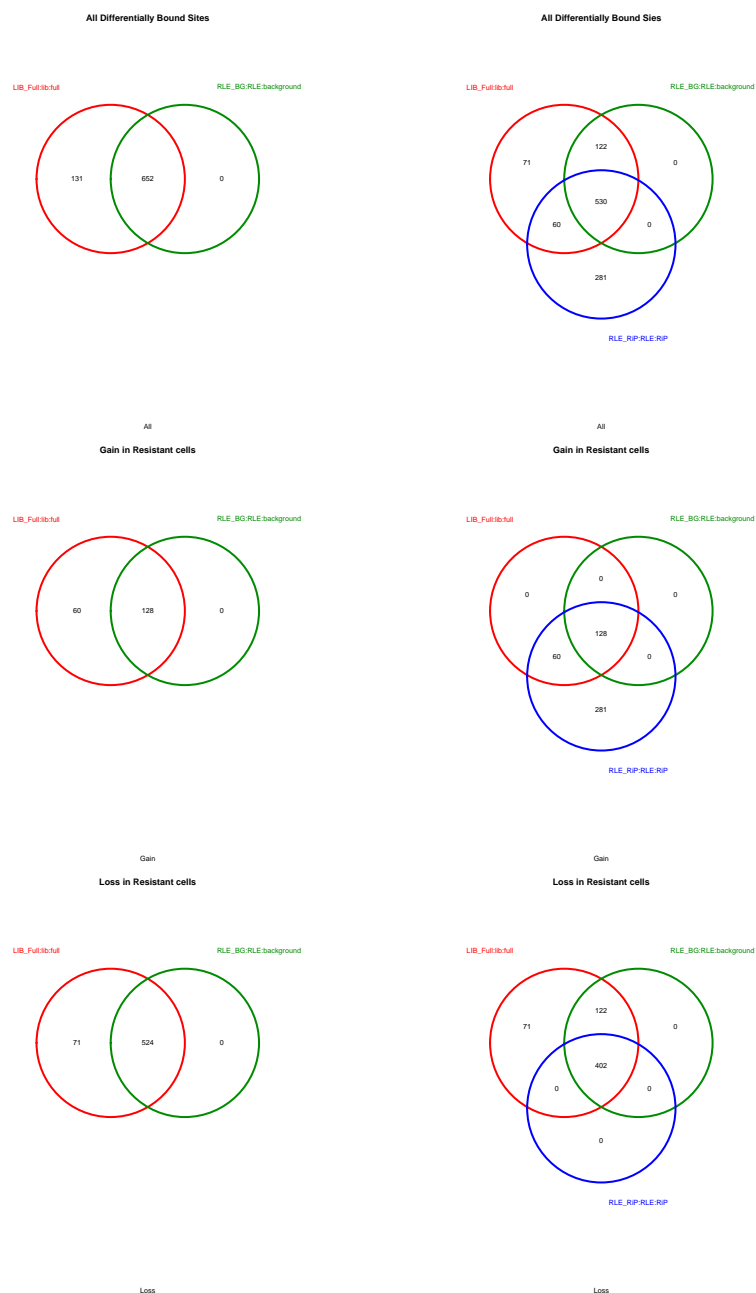 All Differentially Bound Sites
LIB_Full:lib:full
RLE_BG:RLE:background
131
652
0
All
All Differentially Bound Sies
LIB_Full:lib:full
RLE_BG:RLE:background
122
71
0
530
60
0
281
RLE_RiP:RLE:RiP
All
Gain in Resistant cells
LIB_Full:lib:full
RLE_BG:RLE:background
60
128
0
Gain
Gain in Resistant cells
LIB_Full:lib:full
RLE_BG:RLE:background
0
0
0
128
60
0
281
RLE_RiP:RLE:RiP
Gain
Loss in Resistant cells
LIB_Full:lib:full
RLE_BG:RLE:background
71
524
0
Loss
Loss in Resistant cells
LIB_Full:lib:full
RLE_BG:RLE:background
122
71
0
402
0
0
0
RLE_RiP:RLE:RiP
Loss